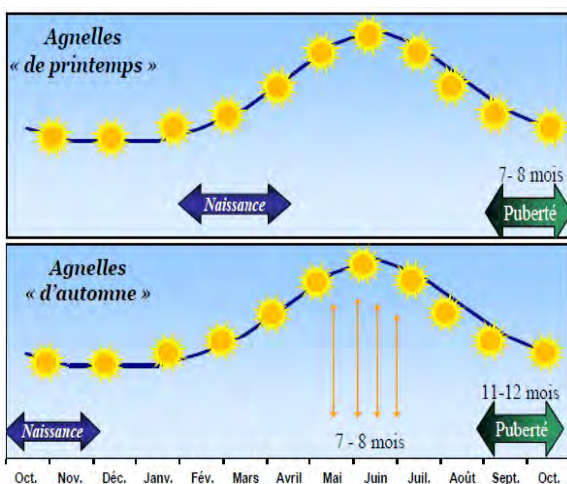 Agnelles
« de printemps »
7- 8 mois
Naissance
Puberté
Agnelles
« d'automne »
11-12 mois
Naissance
7 - 8 mois
Puberté
Oct. Nov. Déc. Janv. Fév. Mars Avril Mai Juin Juil. Août Sept. Oct.